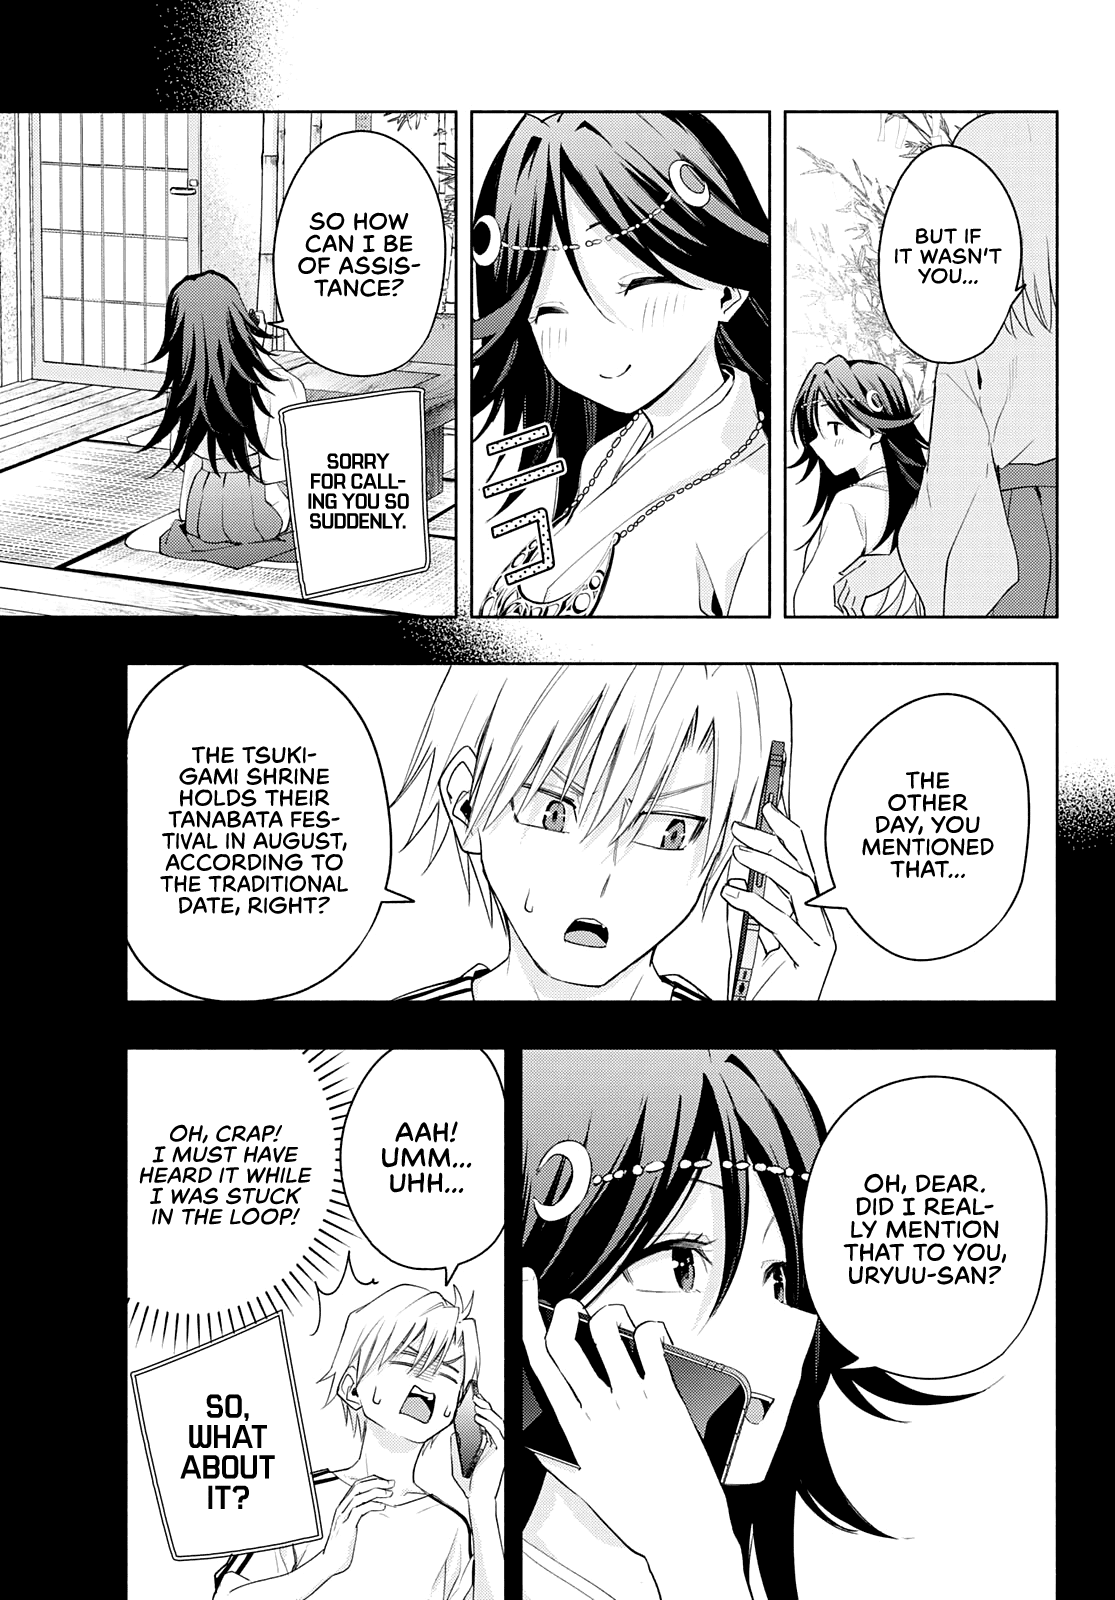 BUT IF
IT WASN'T
YOU...
ニコ
SO HOW
CAN I BE
OF ASSIS-
TANCE?
SORRY
FOR CALL-
ING YOU SO
SUDDENLY.
THE
OTHER
DAY, YOU
MENTIONED
THAT...
THE TSUKI-
GAMI SHRINE
HOLDS THEIR
TANABATA FES-
TIVAL IN AUGUST,
ACCORDING TO
THE TRADITIONAL
DATE, RIGHT?
OH, DEAR.
DID I REAL-
LY MENTION
THAT TO YOU,
URYUU-SAN?
AAH!
UMM...
UHH...
OH, CRAP!
I MUST HAVE
HEARD IT WHILE
I WAS STUCK
IN THE LOOP!
SO,
WHAT
ABOUT
IT?